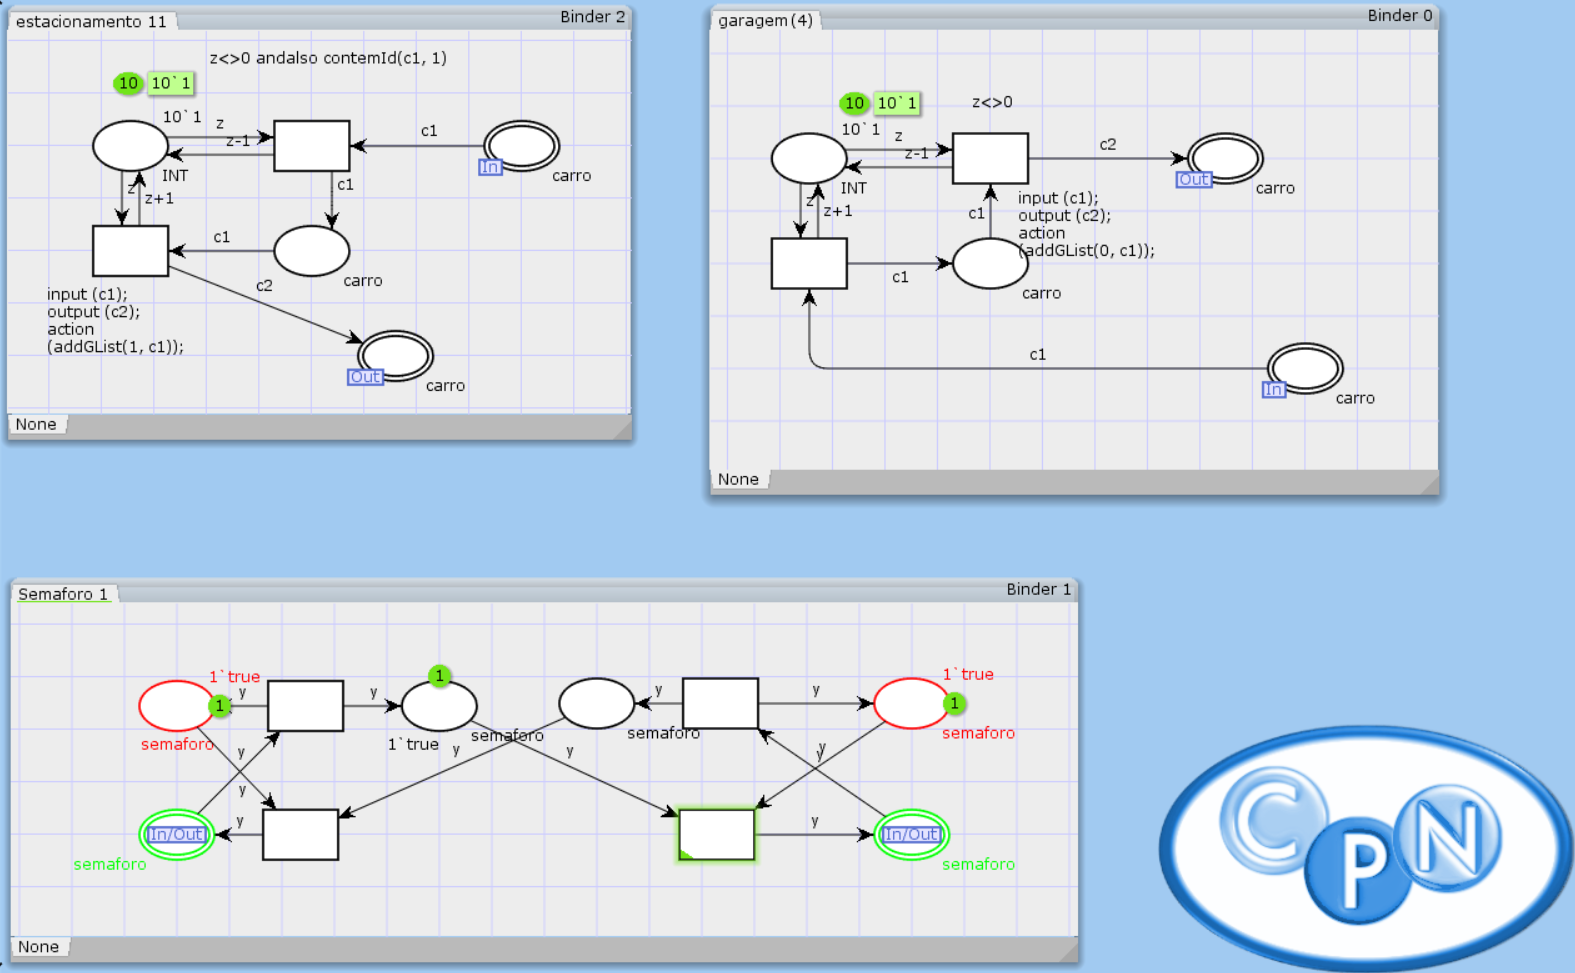 estacionamento 11
Binder 2
z<>0 andalso contemId(c1, 1)
10 10`1
10`1
z
z-1
c1
In
carro
INT
z
z+1
c1
c1
carro
c2
input (c1);
output (c2);
action
(addGList(1, c1));
Out
carro
None
garagem(4)
Binder 0
10 10`1
z<>0
10`1
z
z-1
c2
Out
carro
INT
z
z+1
c1
input (c1);
output (c2);
action
(addGList(0, c1));
c1
carro
c1
In
carro
None
Semaforo 1
Binder 1
1`true
1
y
y
1
1`true
semaforo
semaforo
y
y
semaforo
y
y
1`true
1
semaforo
y
y
y
y
y
In/Out
semaforo
y
In/Out
semaforo
None
CPN